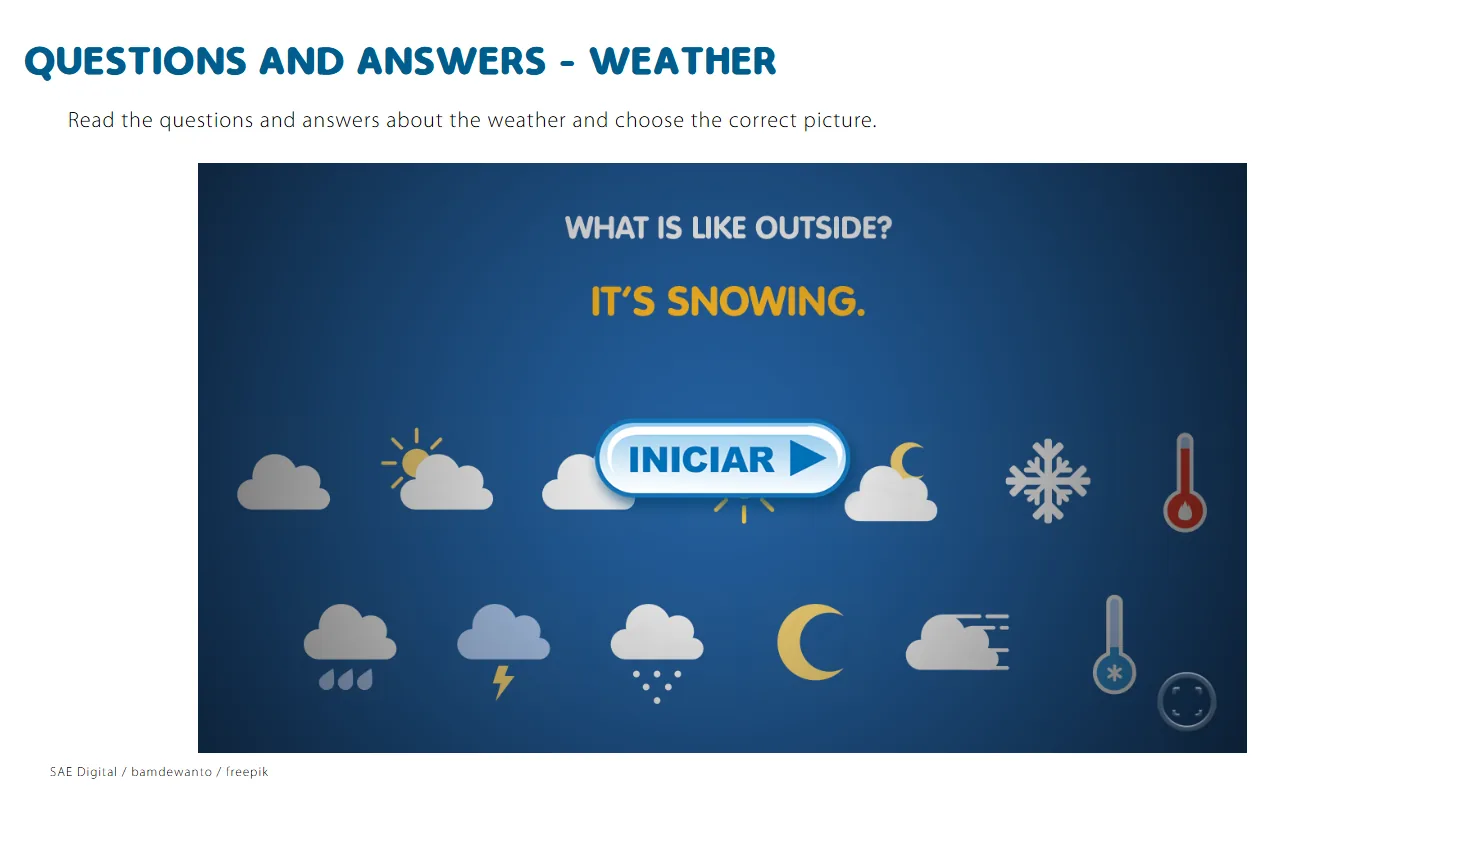 QUESTIONS AND ANSWERS - WEATHER
Read the questions and answers about the weather and choose the correct picture.
WHAT IS LIKE OUTSIDE?
IT'S SNOWING.
INICIAR
SAE Digital / bamdewanto / freepik